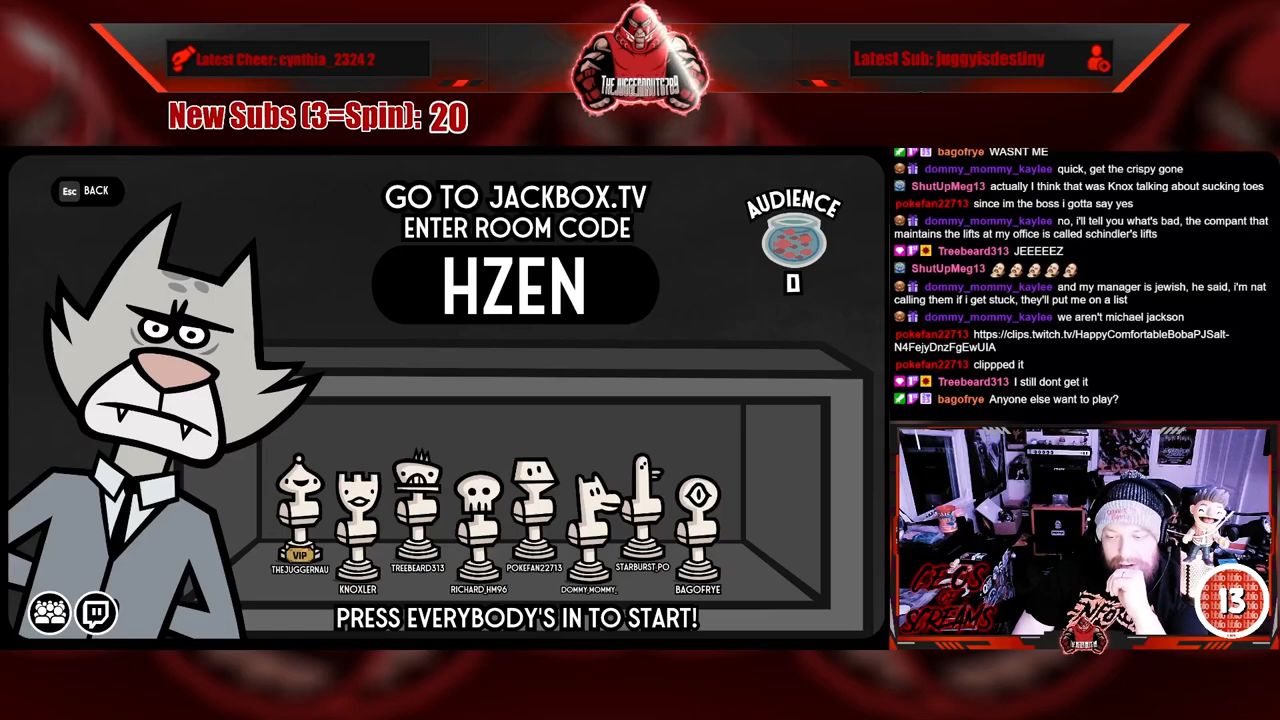 Latest Cheer: cynthia_2324 2
THEJUGGERNAUT6789
Latest Sub: juggyisdestiny
New Subs (3=Spin): 20
Esc BACK
GO TO JACKBOX.TV
ENTER ROOM CODE
HZEN
AUDIENCE
0
VIP
THEJUGGERNAU
KNOXLER
TREEBEARD313
RICHARD_HM96
POKEFAN22713
DOMMY_MOMMY_
STARBURST_PO
BAGOFRYE
PRESS EVERYBODY'S IN TO START!
bagofrye WASNT ME
dommy_mommy_kaylee quick, get the crispy gone
ShutUpMeg13 actually I think that was Knox talking about sucking toes
pokefan22713 since im the boss i gotta say yes
dommy_mommy_kaylee no, i'll tell you what's bad, the compant that
maintains the lifts at my office is called schindler's lifts
Treebeard313 JEEEEEZ
ShutUpMeg13
dommy_mommy_kaylee and my manager is jewish, he said, i'm nat
calling them if i get stuck, they'll put me on a list
dommy_mommy_kaylee we aren't michael jackson
pokefan22713 https://clips.twitch.tv/HappyComfortableBobaPJSalt-
N4FejyDnzFgEwUIA
pokefan22713 clippped it
Treebeard313 I still dont get it
bagofrye Anyone else want to play?
13